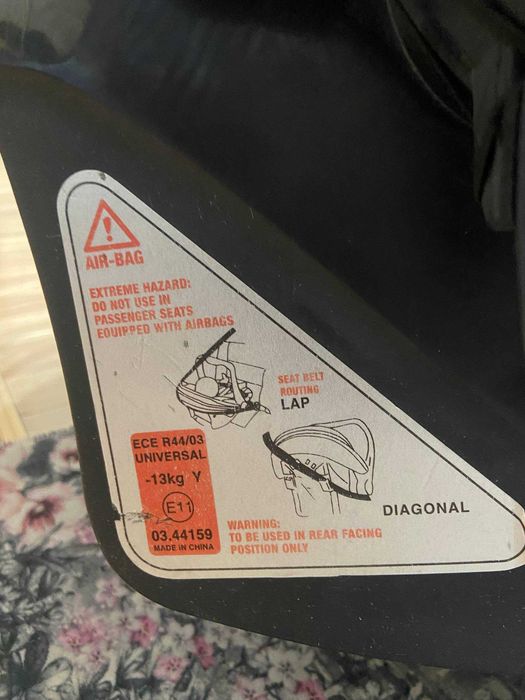 AIR-BAG
EXTREME HAZARD:
DO NOT USE IN
PASSENGER SEATS
EQUIPPED WITH AIRBAGS
SEAT BELT
ROUTING
LAP
DIAGONAL
ECE R44/03
UNIVERSAL
-13kg Y
E11
03.44159
MADE IN CHINA
WARNING:
TO BE USED IN REAR FACING
POSITION ONLY